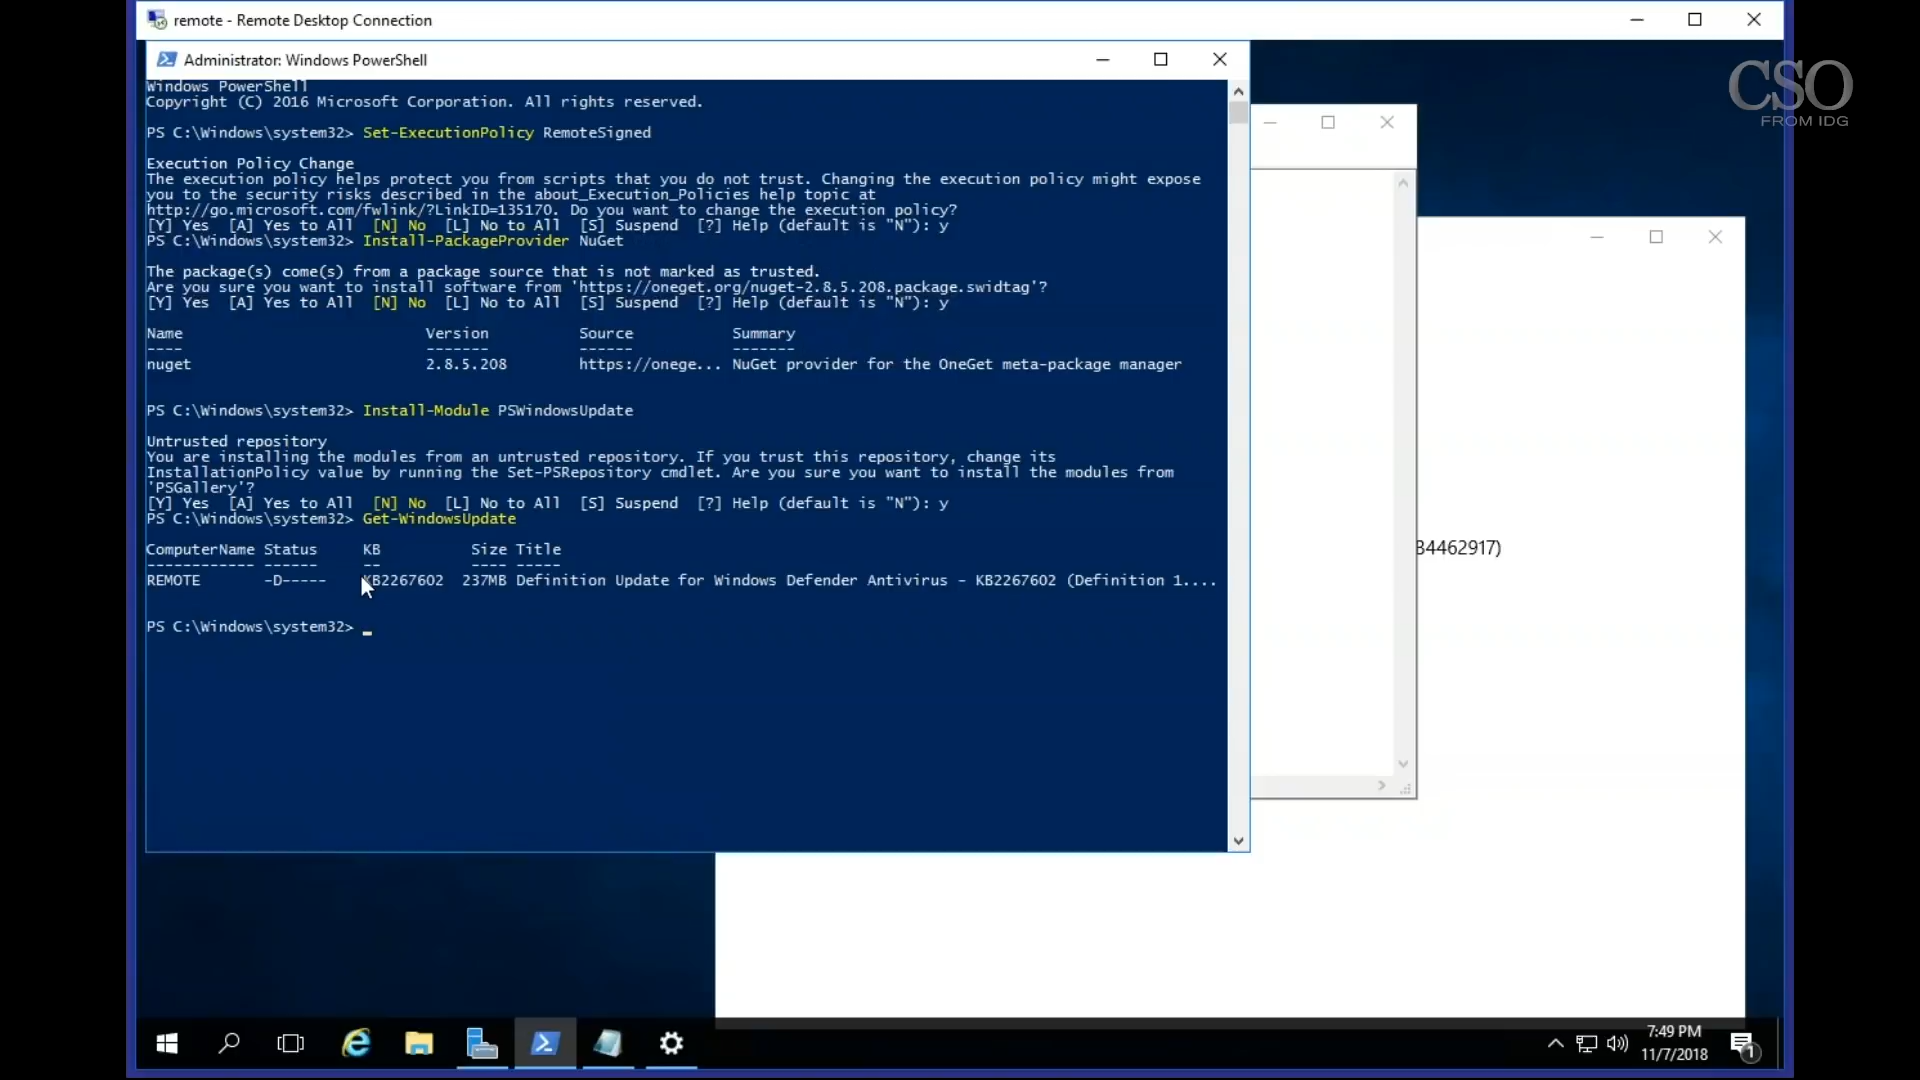 remote - Remote Desktop Connection
Administrator: Windows PowerShell
CSO
FROM IDG
Windows PowerShell
Copyright (C) 2016 Microsoft Corporation. All rights reserved.
PS C:\Windows\system32> Set-ExecutionPolicy RemoteSigned
Execution Policy Change
The execution policy helps protect you from scripts that you do not trust. Changing the execution policy might expose
you to the security risks described in the about_Execution_Policies help topic at
http://go.microsoft.com/fwlink/?LinkID=135170. Do you want to change the execution policy?
[Y] Yes  [A] Yes to All  [N] No  [L] No to All  [S] Suspend  [?] Help (default is "N"): y
PS C:\Windows\system32> Install-PackageProvider NuGet
The package(s) come(s) from a package source that is not marked as trusted.
Are you sure you want to install software from 'https://oneget.org/nuget-2.8.5.208.package.swidtag'?
[Y] Yes  [A] Yes to All  [N] No  [L] No to All  [S] Suspend  [?] Help (default is "N"): y
Name Version Source Summary
---- ------- ------ -------
nuget 2.8.5.208 https://onege... NuGet provider for the OneGet meta-package manager
PS C:\Windows\system32> Install-Module PSWindowsUpdate
Untrusted repository
You are installing the modules from an untrusted repository. If you trust this repository, change its
InstallationPolicy value by running the Set-PSRepository cmdlet. Are you sure you want to install the modules from
'PSGallery'?
[Y] Yes  [A] Yes to All  [N] No  [L] No to All  [S] Suspend  [?] Help (default is "N"): y
PS C:\Windows\system32> Get-WindowsUpdate
ComputerName Status KB Size Title
------------ ------ -- ---- -----
REMOTE -D----- KB2267602 237MB Definition Update for Windows Defender Antivirus - KB2267602 (Definition 1....
PS C:\Windows\system32> _
84462917)
7:49 PM
11/7/2018
1